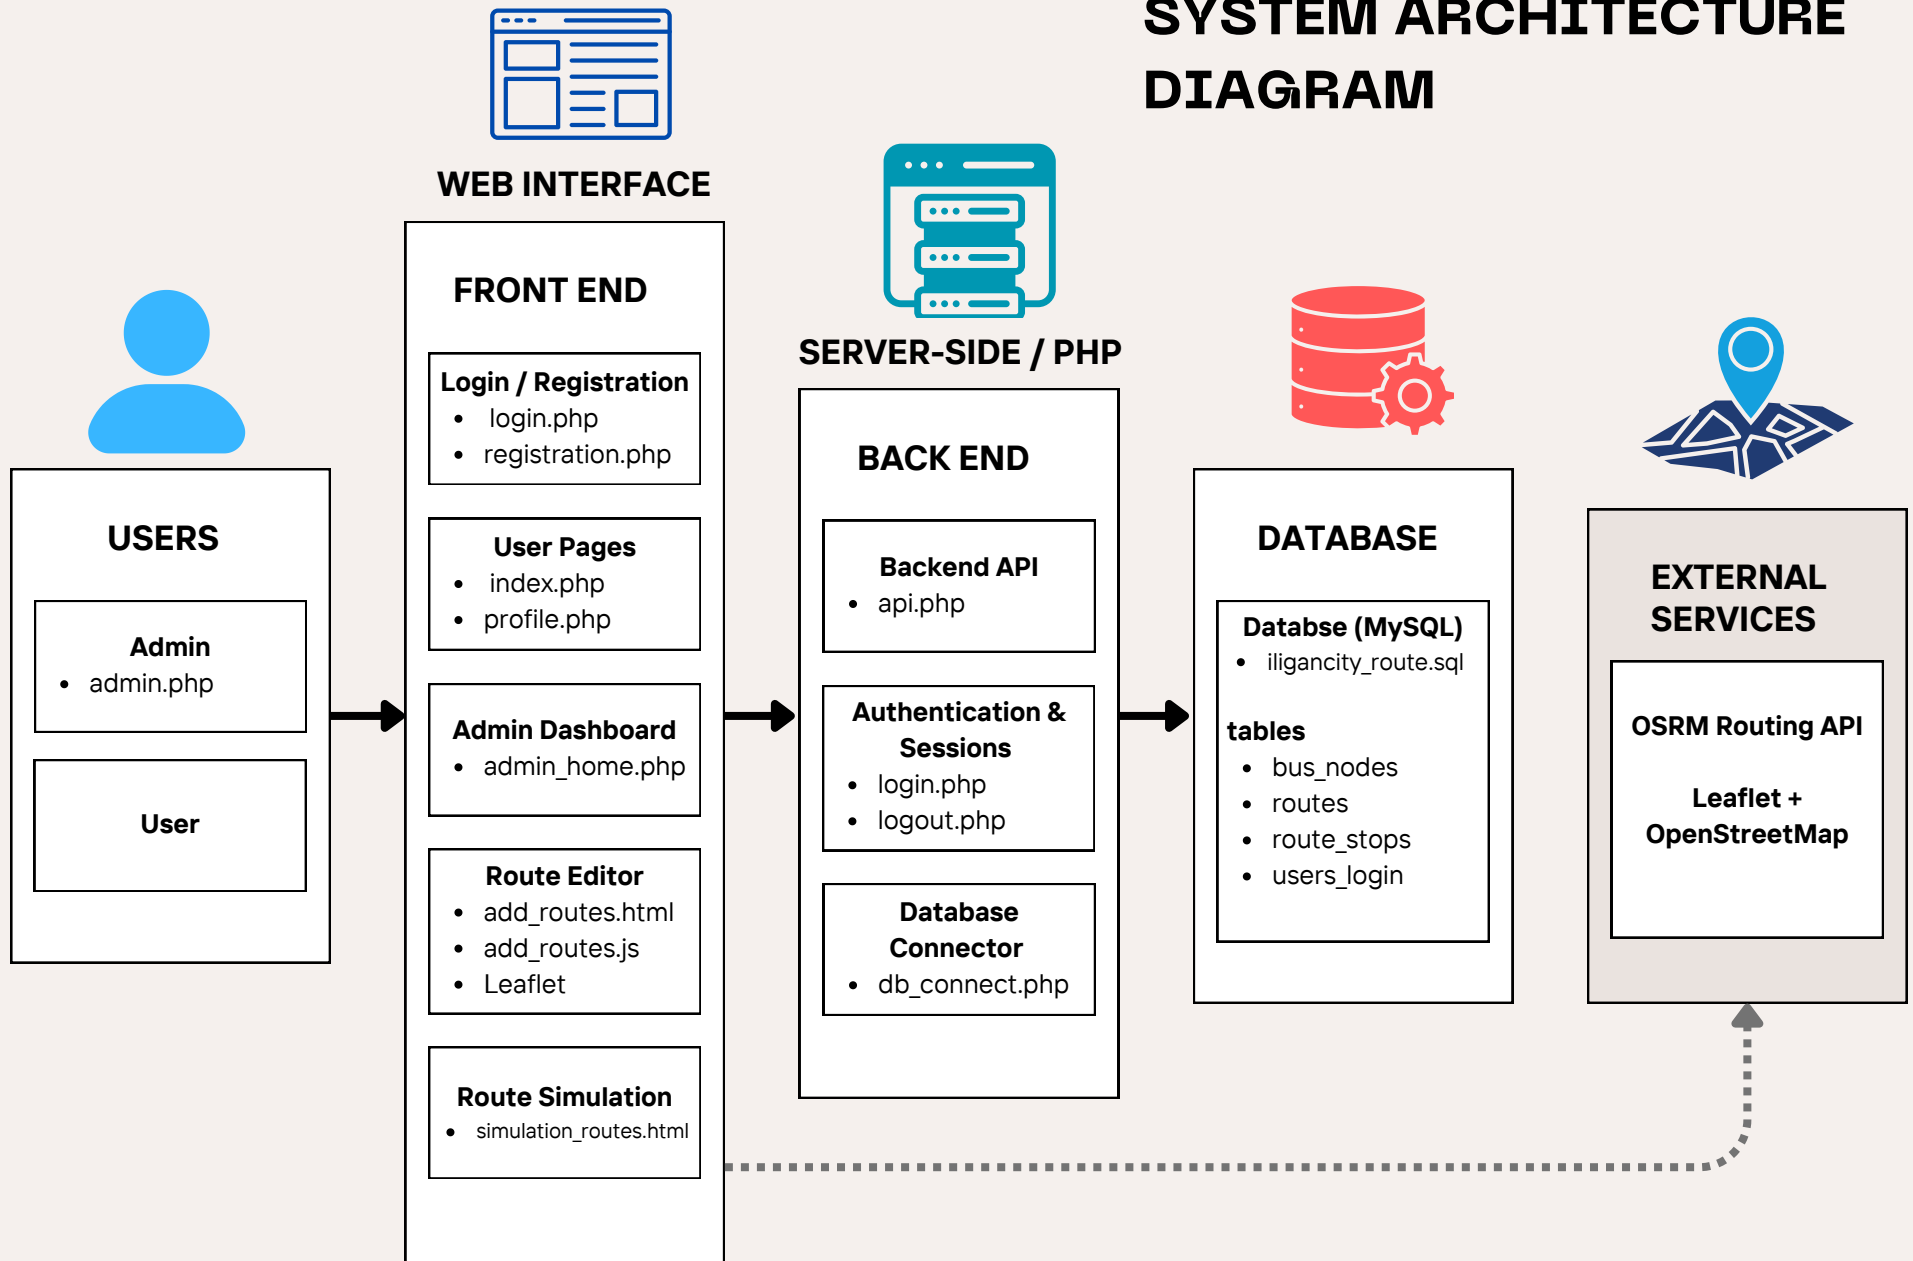 SYSTEM ARCHITECTURE
DIAGRAM
WEB INTERFACE
FRONT END
Login / Registration
• login.php
• registration.php
User Pages
• index.php
• profile.php
Admin Dashboard
• admin_home.php
Route Editor
• add_routes.html
• add_routes.js
• Leaflet
Route Simulation
• simulation_routes.html
USERS
Admin
• admin.php
User
SERVER-SIDE / PHP
BACK END
Backend API
• api.php
Authentication &
Sessions
• login.php
• logout.php
Database
Connector
• db_connect.php
DATABASE
Databse (MySQL)
• iligancity_route.sql
tables
• bus_nodes
• routes
• route_stops
• users_login
EXTERNAL
SERVICES
OSRM Routing API
Leaflet +
OpenStreetMap